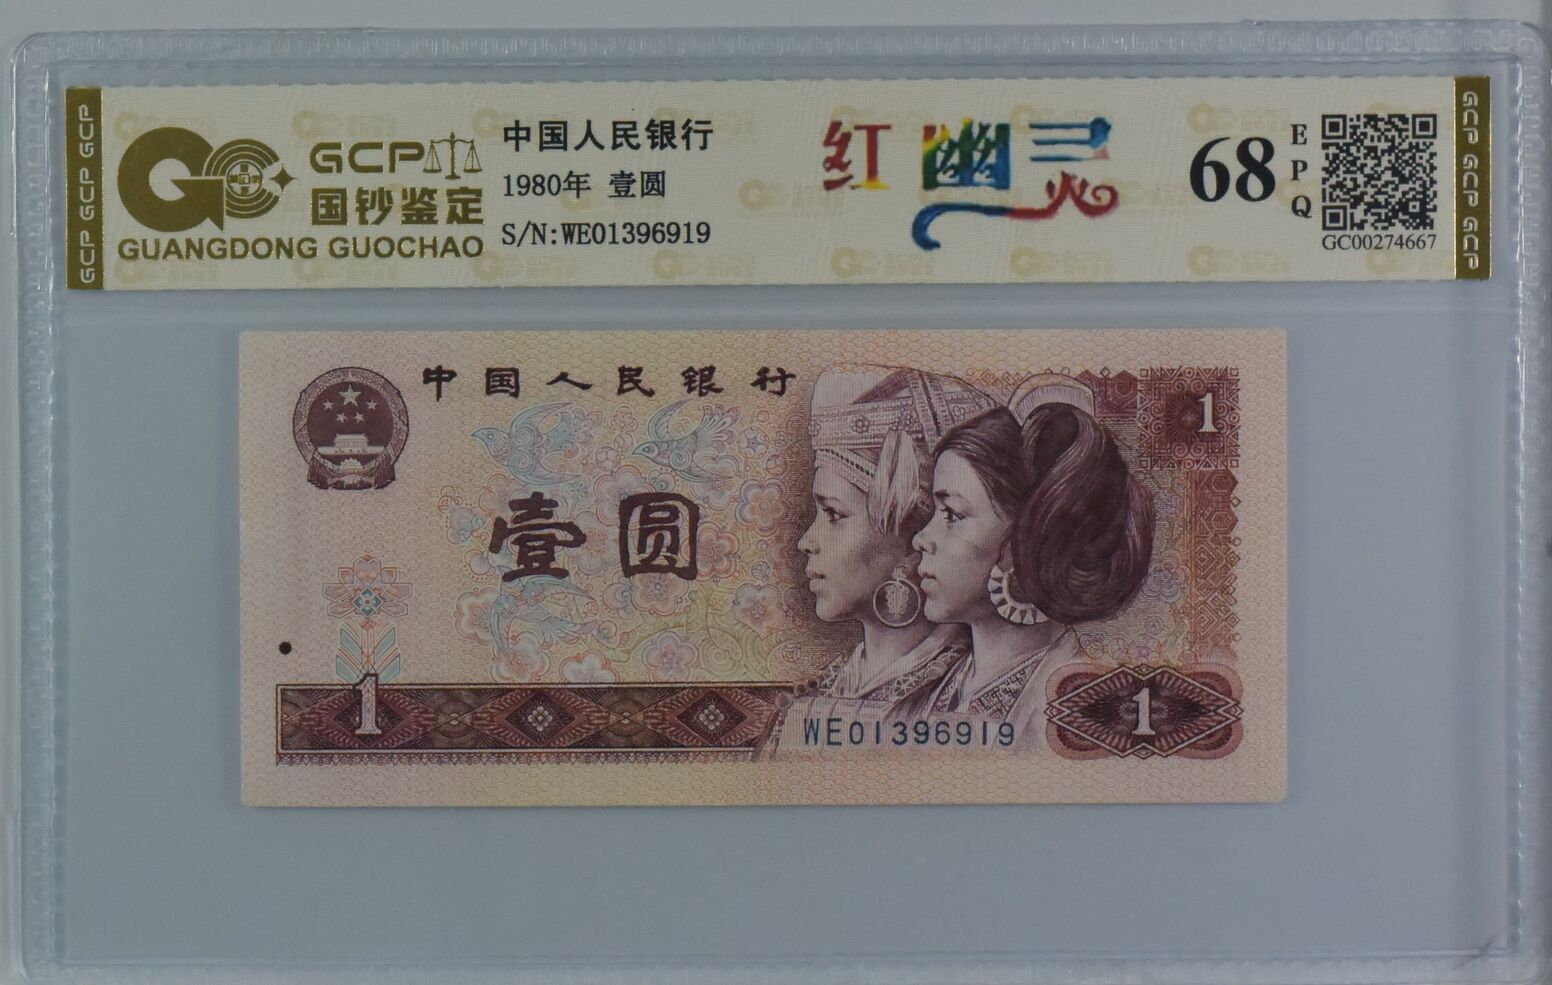 GCP GCP GCP
GCP
国钞鉴定
GUANGDONG GUOCHAO
中国人民银行
1980年 壹圆
S/N:WE01396919
红幽灵
68
EPQ
GC00274667
GCP GCP GCP
中国人民银行
1
壹圆
1
WE01396919
1